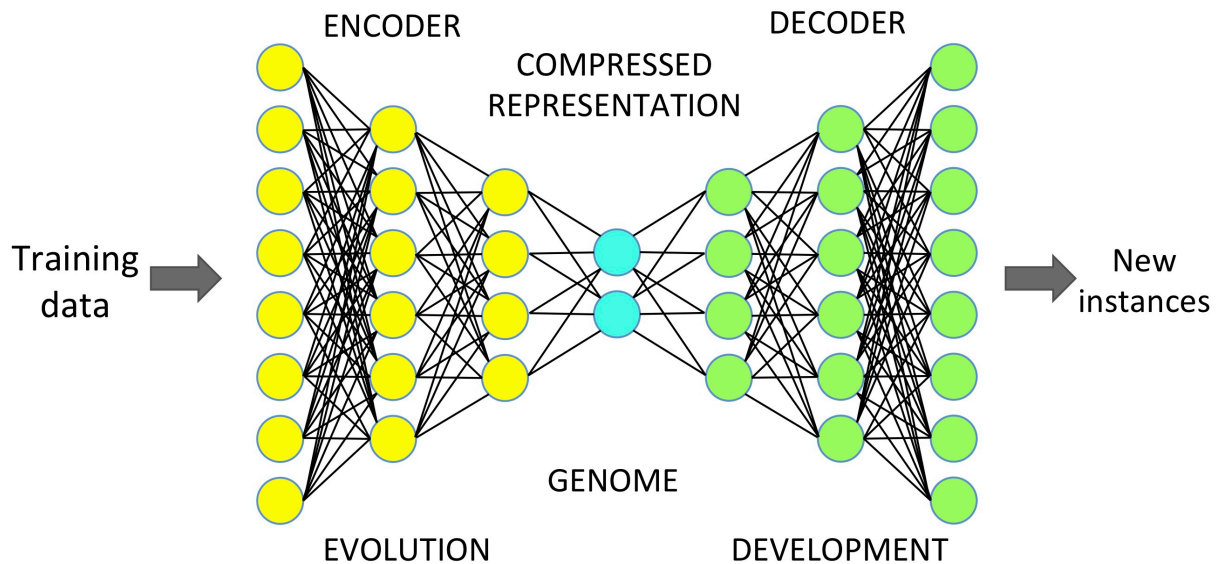 ENCODER
DECODER
COMPRESSED
REPRESENTATION
Training
data
New
instances
GENOME
EVOLUTION
DEVELOPMENT